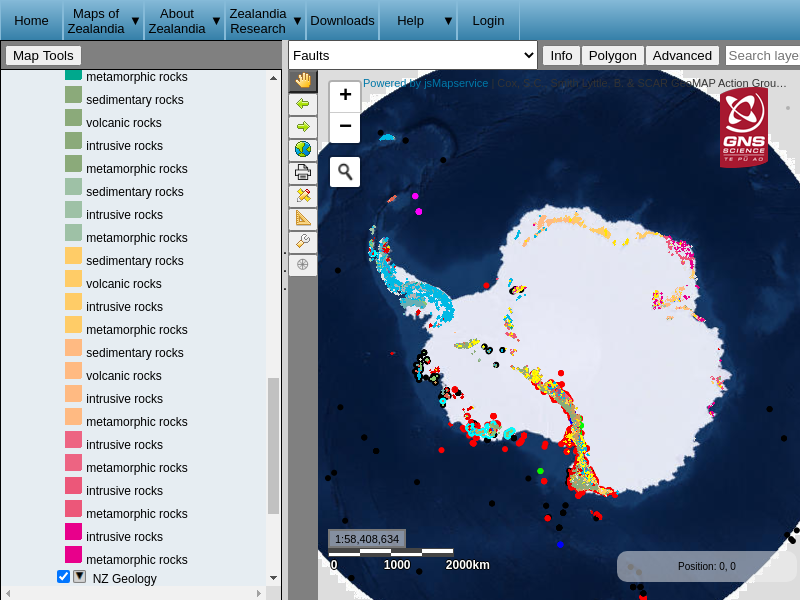 Home
Maps of Zealandia ▼
About Zealandia ▼
Zealandia Research ▼
Downloads
Help ▼
Login
Map Tools
Faults
Info
Polygon
Advanced
Search laye
metamorphic rocks
sedimentary rocks
volcanic rocks
intrusive rocks
metamorphic rocks
sedimentary rocks
intrusive rocks
metamorphic rocks
sedimentary rocks
volcanic rocks
intrusive rocks
metamorphic rocks
sedimentary rocks
volcanic rocks
intrusive rocks
metamorphic rocks
intrusive rocks
metamorphic rocks
intrusive rocks
metamorphic rocks
intrusive rocks
metamorphic rocks
NZ Geology
+
−
Powered by jsMapservice | Cox, S.C., Smith Lyttle, B. & SCAR GeoMAP Action Grou…
GNS
SCIENCE
TE PŪ AO
1:58,408,634
0 1000 2000km
Position: 0, 0